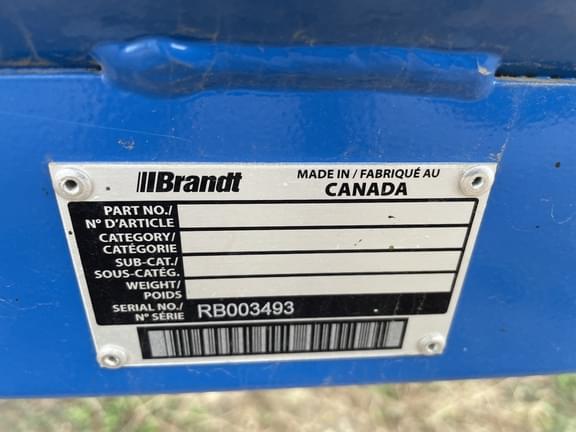 Brandt
MADE IN / FABRIQUÉ AU
CANADA
PART NO./
N° D'ARTICLE
CATEGORY/
CATÉGORIE
SUB-CAT./
SOUS-CATÉG.
WEIGHT/
POIDS
SERIAL NO./
N° SÉRIE
RB003493